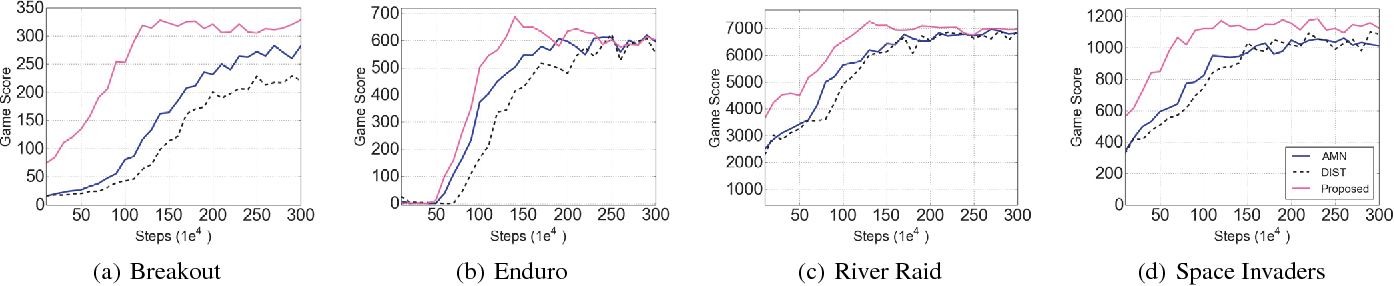 Game Score
350
300
250
200
150
100
50
0
50 100 150 200 250 300
Steps (1e⁴ )
(a) Breakout
Game Score
700
600
500
400
300
200
100
0
50 100 150 200 250 300
Steps (1e⁴ )
(b) Enduro
Game Score
7000
6000
5000
4000
3000
2000
1000
50 100 150 200 250 300
Steps (1e⁴ )
(c) River Raid
Game Score
1200
1000
800
600
400
200
0
AMN
DIST
Proposed
50 100 150 200 250 300
Steps (1e⁴ )
(d) Space Invaders